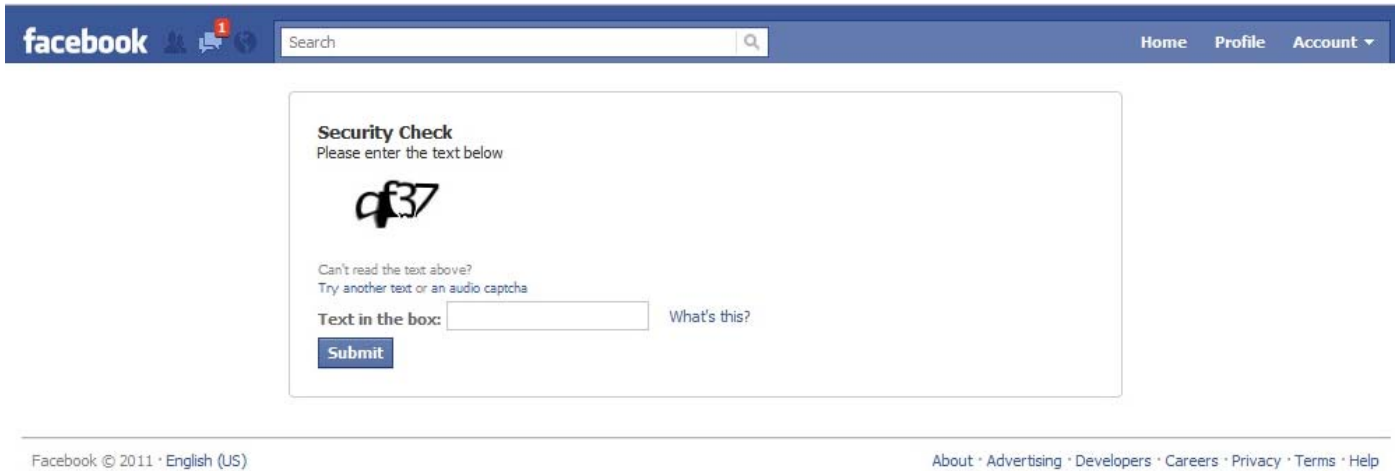 facebook
1
Search
Home Profile Account
Security Check
Please enter the text below
Can't read the text above?
Try another text or an audio captcha
Text in the box: What's this?
Submit
Facebook © 2011 · English (US)
About · Advertising · Developers · Careers · Privacy · Terms · Help